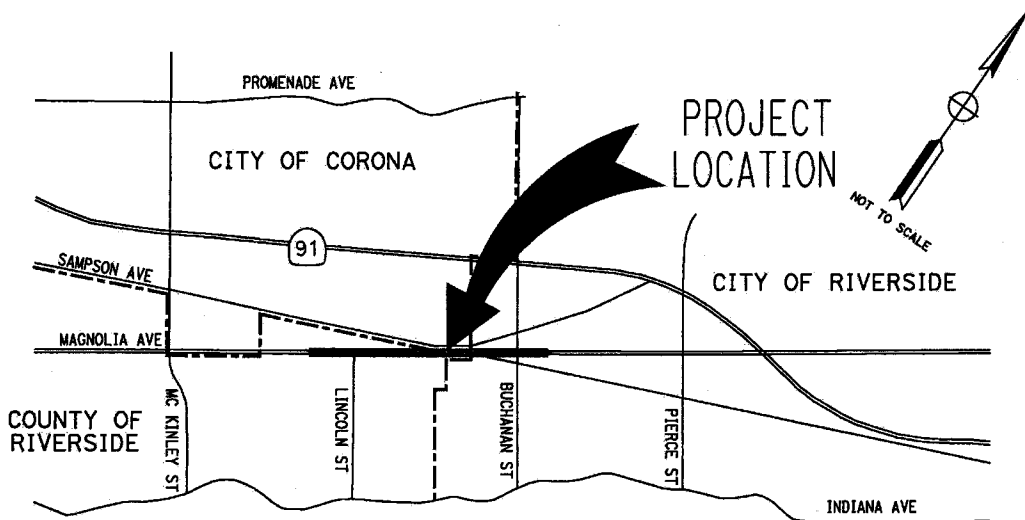 PROMENADE AVE
CITY OF CORONA
PROJECT
LOCATION
NOT TO SCALE
91
SAMPSON AVE
CITY OF RIVERSIDE
MAGNOLIA AVE
COUNTY OF
RIVERSIDE
MC KINLEY ST
LINCOLN ST
BUCHANAN ST
PIERCE ST
INDIANA AVE